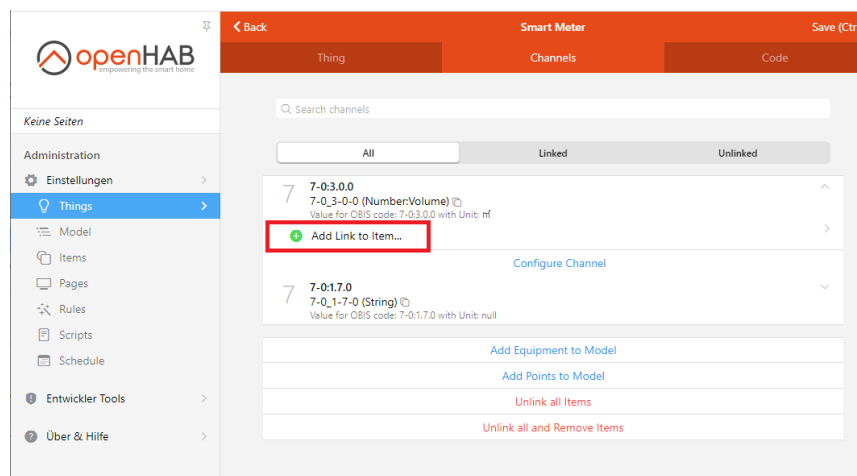 openHAB
empowering the smart home
Keine Seiten
Administration
Einstellungen
Things
Model
Items
Pages
Rules
Scripts
Schedule
Entwickler Tools
Über & Hilfe
Back
Smart Meter
Save (Ctr
Thing
Channels
Code
Search channels
All
Linked
Unlinked
7
7-0:3.0.0
7-0_3-0-0 (Number:Volume)
Value for OBIS code: 7-0:3.0.0 with Unit: m³
Add Link to Item...
Configure Channel
7
7-0:1.7.0
7-0_1-7-0 (String)
Value for OBIS code: 7-0:1.7.0 with Unit: null
Add Equipment to Model
Add Points to Model
Unlink all Items
Unlink all and Remove Items